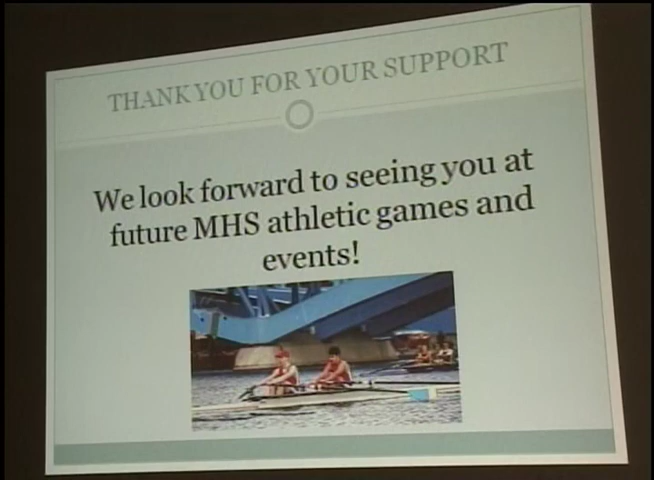 THANK YOU FOR YOUR SUPPORT
We look forward to seeing you at
future MHS athletic games and
events!